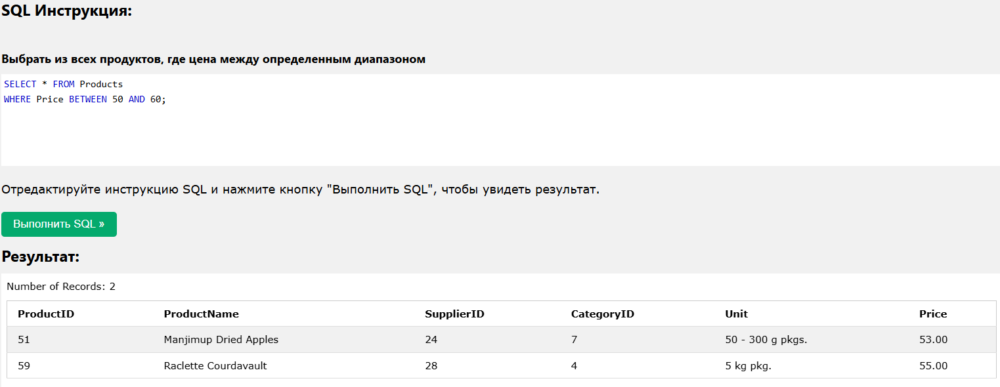 SQL Инструкция:
Выбрать из всех продуктов, где цена между определенным диапазоном
SELECT * FROM Products
WHERE Price BETWEEN 50 AND 60;
Отредактируйте инструкцию SQL и нажмите кнопку "Выполнить SQL", чтобы увидеть результат.
Выполнить SQL »
Результат:
Number of Records: 2
ProductID ProductName SupplierID CategoryID Unit Price
51 Manjimup Dried Apples 24 7 50 - 300 g pkgs. 53.00
59 Raclette Courdavault 28 4 5 kg pkg. 55.00